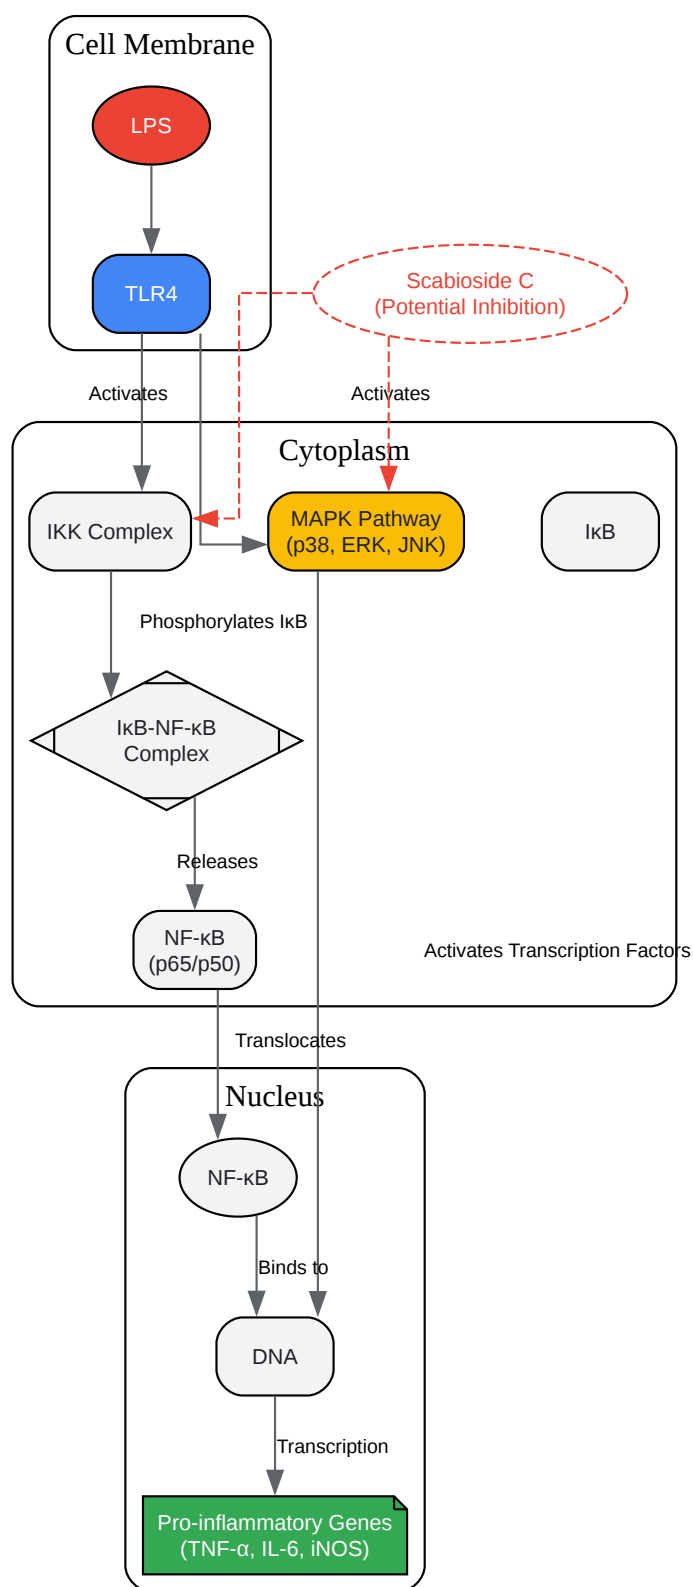 Cell Membrane
LPS
TLR4
Scabioside C
(Potential Inhibition)
Activates
Activates
Cytoplasm
IKK Complex
MAPK Pathway
(p38, ERK, JNK)
IκB
Phosphorylates IκB
IκB-NF-κB
Complex
Releases
NF-κB
(p65/p50)
Activates Transcription Factors
Translocates
Nucleus
NF-κB
Binds to
DNA
Transcription
Pro-inflammatory Genes
(TNF-α, IL-6, iNOS)